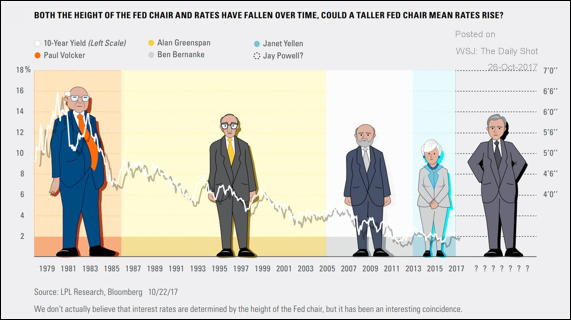 BOTH THE HEIGHT OF THE FED CHAIR AND RATES HAVE FALLEN OVER TIME, COULD A TALLER FED CHAIR MEAN RATES RISE?
10-Year Yield (Left Scale)
Alan Greenspan
Janet Yellen
Paul Volcker
Ben Bernanke
Jay Powell?
Posted on
WSJ: The Daily Shot
26-Oct-2017
18%
16
14
12
10
8
6
4
2
7'0"
6'6"
6'0"
5'6"
5'0"
4'6"
4'0"
1979 1981 1983 1985 1987 1989 1991 1993 1995 1997 1999 2001 2003 2005 2007 2009 2011 2013 2015 2017 ? ? ? ? ? ?
Source: LPL Research, Bloomberg 10/22/17
We don't actually believe that interest rates are determined by the height of the Fed chair, but it has been an interesting coincidence.